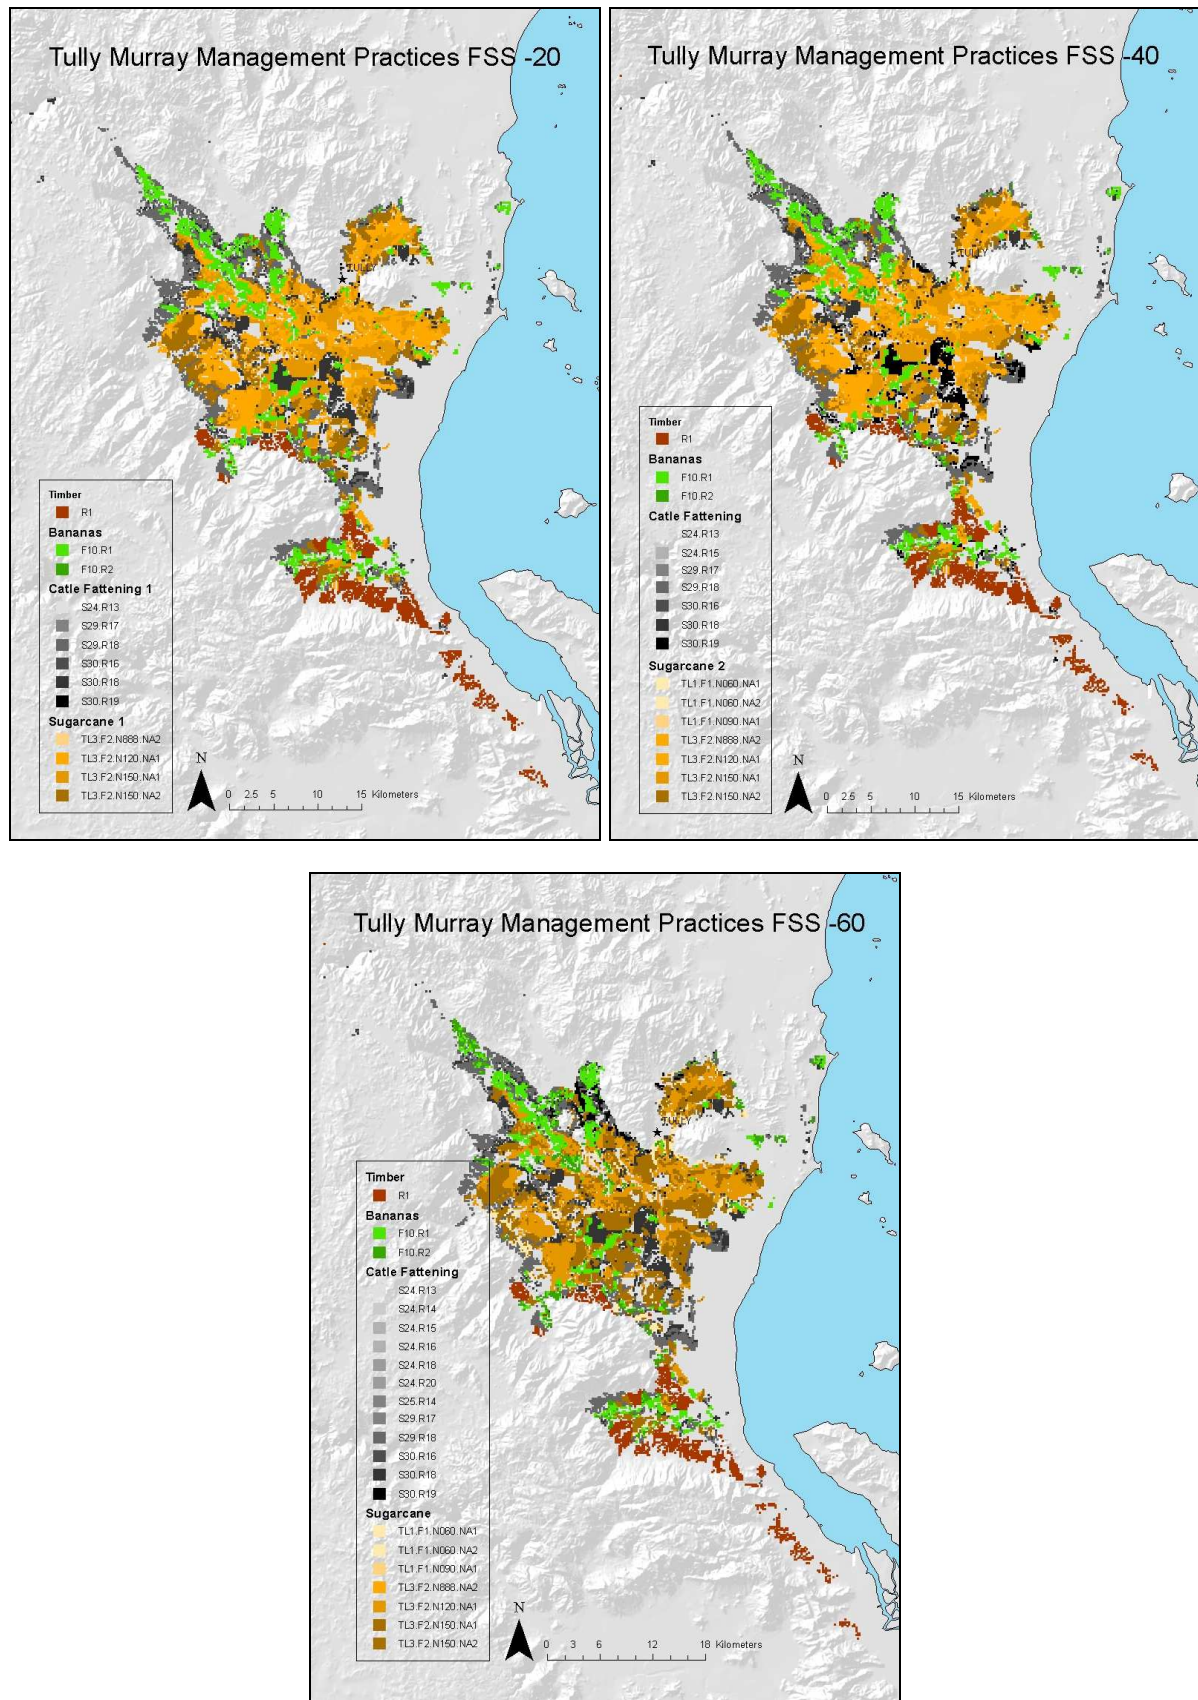 Tully Murray Management Practices FSS -20
TULLY
Timber
R1
Bananas
F10.R1
F10.R2
Catle Fattening 1
S24.R13
S29.R17
S29.R18
S30.R16
S30.R18
S30.R19
Sugarcane 1
TL3.F2.N888.NA2
TL3.F2.N120.NA1
TL3.F2.N150.NA1
TL3.F2.N150.NA2
N
0 2.5 5 10 15 Kilometers
Tully Murray Management Practices FSS -40
TULLY
Timber
R1
Bananas
F10.R1
F10.R2
Catle Fattening
S24.R13
S24.R15
S29.R17
S29.R18
S30.R16
S30.R18
S30.R19
Sugarcane 2
TL1.F1.N060.NA1
TL1.F1.N060.NA2
TL1.F1.N090.NA1
TL3.F2.N888.NA2
TL3.F2.N120.NA1
TL3.F2.N150.NA1
TL3.F2.N150.NA2
N
0 2.5 5 10 15 Kilometers
Tully Murray Management Practices FSS -60
TULLY
Timber
R1
Bananas
F10.R1
F10.R2
Catle Fattening
S24.R13
S24.R14
S24.R15
S24.R16
S24.R18
S24.R20
S25.R14
S29.R17
S29.R18
S30.R16
S30.R18
S30.R19
Sugarcane
TL1.F1.N060.NA1
TL1.F1.N060.NA2
TL1.F1.N090.NA1
TL3.F2.N888.NA2
TL3.F2.N120.NA1
TL3.F2.N150.NA1
TL3.F2.N150.NA2
N
0 3 6 12 18 Kilometers